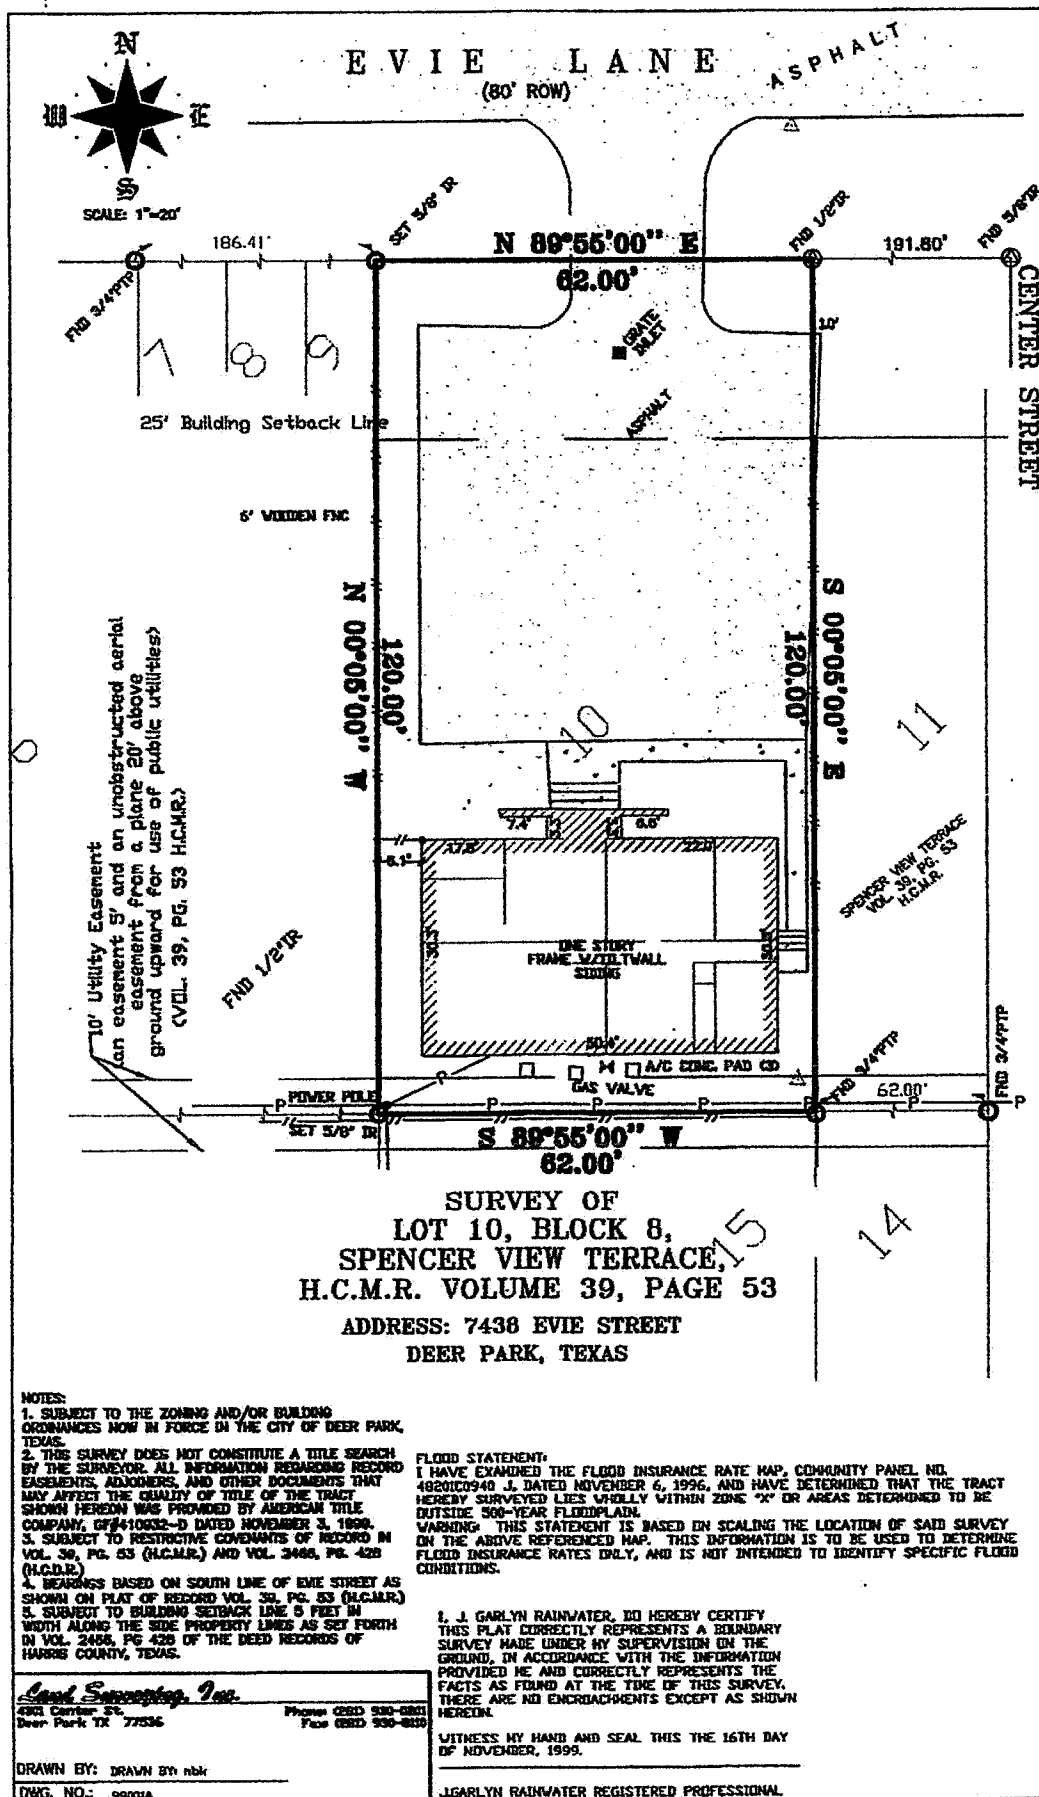 N
W E
S
SCALE: 1"=20'
EVIE LANE
(80' ROW)
ASPHALT
SET 5/8" IR
FND 1/2"IR
FND 5/8"IR
FND 3/4"PTP
186.41'
N 89°55'00" E
62.00'
191.80'
CENTER STREET
7
8
9
GRATE
INLET
10'
ASPHALT
25' Building Setback Line
6' WOODEN FNC
N 00°05'00" W
120.00'
120.00'
S 00°05'00" E
10
11
8
10' Utility Easement
(an easement 5' and an unobstructed aerial
easement from a plane 20' above
ground upward for use of public utilities)
(VOL. 39, PG. 53 H.C.M.R.)
7.4'
6.6'
22.0'
6.1'
SPENCER VIEW TERRACE
VOL. 39, PG. 53
H.C.M.R.
ONE STORY
FRAME W/COLTWALL
SIDING
30.3'
50.4'
FND 1/2"IR
A/C CONC. PAD (3)
GAS VALVE
P
FND 3/4"PTP
FND 3/4"PTP
62.00'
POWER POLE
P P P P P P P
SET 5/8" IR
S 89°55'00" W
62.00'
SURVEY OF
LOT 10, BLOCK 8,
SPENCER VIEW TERRACE,
H.C.M.R. VOLUME 39, PAGE 53
15
14
ADDRESS: 7438 EVIE STREET
DEER PARK, TEXAS
NOTES:
1. SUBJECT TO THE ZONING AND/OR BUILDING
ORDINANCES NOW IN FORCE IN THE CITY OF DEER PARK,
TEXAS.
2. THIS SURVEY DOES NOT CONSTITUTE A TITLE SEARCH
BY THE SURVEYOR. ALL INFORMATION REGARDING RECORD
EASEMENTS, ADJOINERS, AND OTHER DOCUMENTS THAT
MAY AFFECT THE QUALITY OF TITLE OF THE TRACT
SHOWN HEREON WAS PROVIDED BY AMERICAN TITLE
COMPANY, GF#410932-D DATED NOVEMBER 3, 1999.
3. SUBJECT TO RESTRICTIVE COVENANTS OF RECORD IN
VOL. 39, PG. 53 (H.C.M.R.) AND VOL. 2466, PG. 428
(H.C.D.R.)
4. BEARINGS BASED ON SOUTH LINE OF EVIE STREET AS
SHOWN ON PLAT OF RECORD VOL. 39, PG. 53 (H.C.M.R.)
5. SUBJECT TO BUILDING SETBACK LINE 5 FEET IN
WIDTH ALONG THE SIDE PROPERTY LINES AS SET FORTH
IN VOL. 2466, PG 428 OF THE DEED RECORDS OF
HARRIS COUNTY, TEXAS.
FLOOD STATEMENT:
I HAVE EXAMINED THE FLOOD INSURANCE RATE MAP, COMMUNITY PANEL NO.
48201C0940 J, DATED NOVEMBER 6, 1996, AND HAVE DETERMINED THAT THE TRACT
HEREBY SURVEYED LIES WHOLLY WITHIN ZONE "X" OR AREAS DETERMINED TO BE
OUTSIDE 500-YEAR FLOODPLAIN.
WARNING: THIS STATEMENT IS BASED ON SCALING THE LOCATION OF SAID SURVEY
ON THE ABOVE REFERENCED MAP. THIS INFORMATION IS TO BE USED TO DETERMINE
FLOOD INSURANCE RATES ONLY, AND IS NOT INTENDED TO IDENTIFY SPECIFIC FLOOD
CONDITIONS.
I, J. GARLYN RAINWATER, DO HEREBY CERTIFY
THIS PLAT CORRECTLY REPRESENTS A BOUNDARY
SURVEY MADE UNDER MY SUPERVISION ON THE
GROUND, IN ACCORDANCE WITH THE INFORMATION
PROVIDED ME AND CORRECTLY REPRESENTS THE
FACTS AS FOUND AT THE TIME OF THIS SURVEY.
THERE ARE NO ENCROACHMENTS EXCEPT AS SHOWN
HEREON.
WITNESS MY HAND AND SEAL THIS THE 16TH DAY
OF NOVEMBER, 1999.
J.GARLYN RAINWATER REGISTERED PROFESSIONAL
Land Surveying, Inc.
4301 Center St.
Deer Park TX 77536
Phone: (281) 930-0201
Fax: (281) 930-
DRAWN BY: DRAWN BY: nbk
DWG. NO.: 99001A